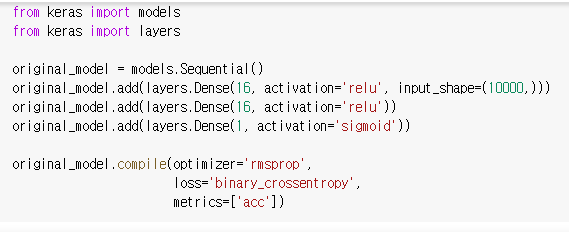 from keras import models
from keras import layers
original_model = models.Sequential()
original_model.add(layers.Dense(16, activation='relu', input_shape=(10000,)))
original_model.add(layers.Dense(16, activation='relu'))
original_model.add(layers.Dense(1, activation='sigmoid'))
original_model.compile(optimizer='rmsprop',
                       loss='binary_crossentropy',
                       metrics=['acc'])